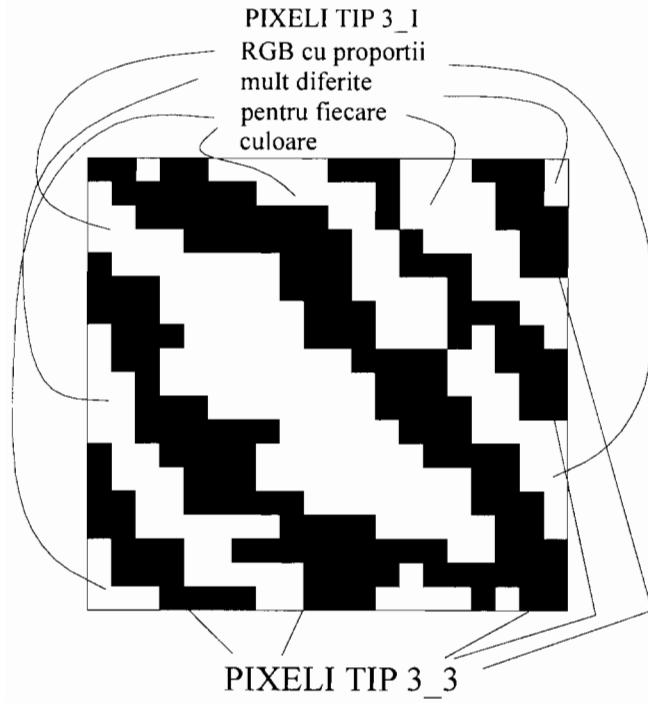 PIXELI TIP 3_1
RGB cu proportii
mult diferite
pentru fiecare
culoare
PIXELI TIP 3_3